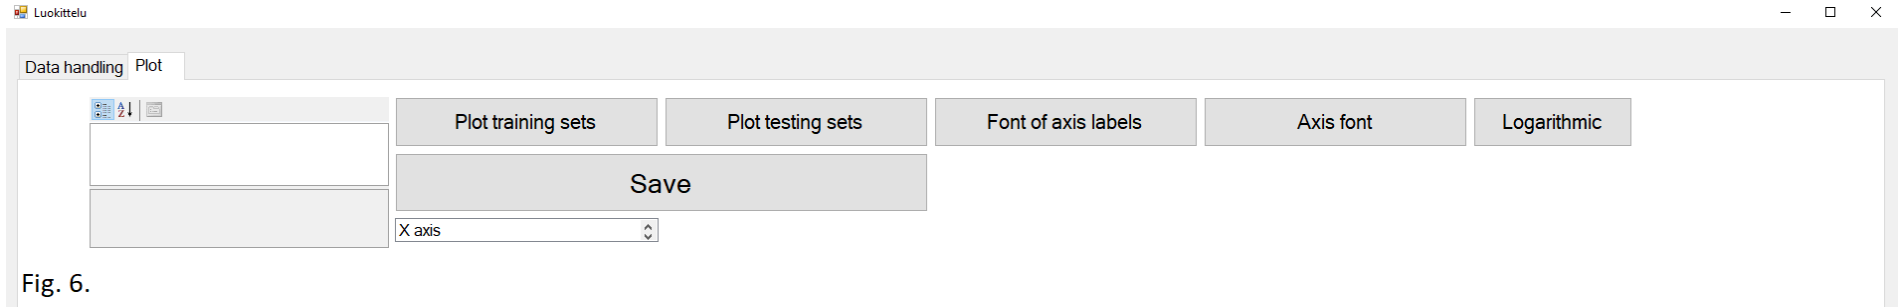 Luokittelu
Data handling Plot
Plot training sets Plot testing sets Font of axis labels Axis font Logarithmic
Save
X axis
Fig. 6.